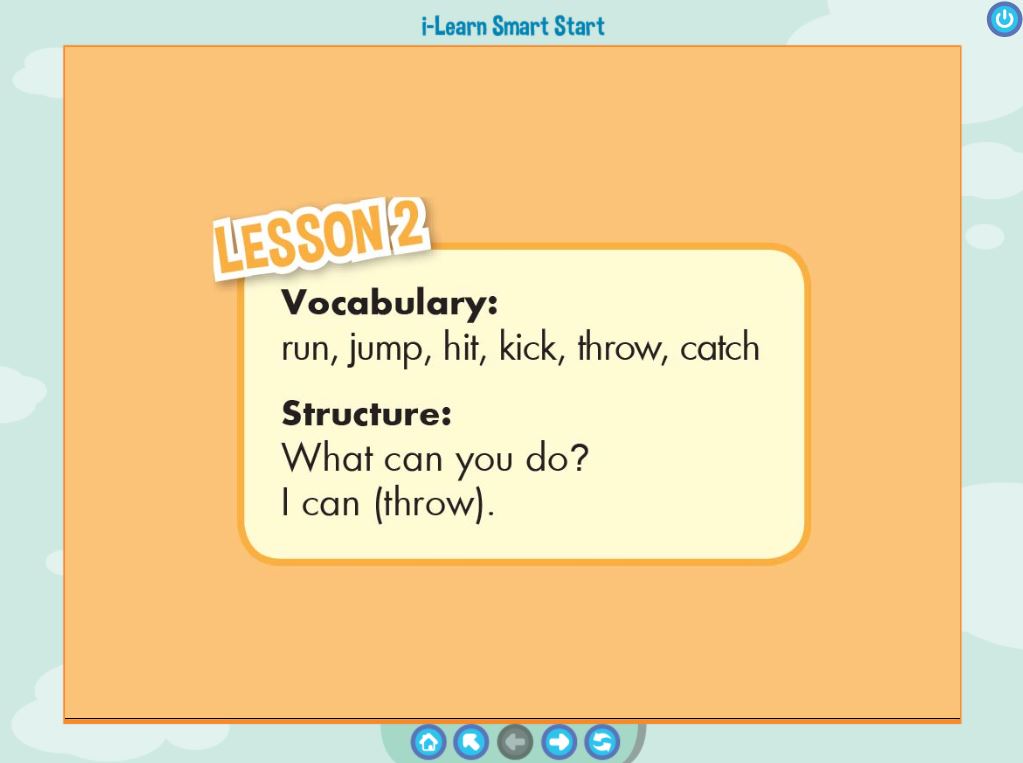 i-Learn Smart Start
LESSON 2
Vocabulary:
run, jump, hit, kick, throw, catch
Structure:
What can you do?
I can (throw).